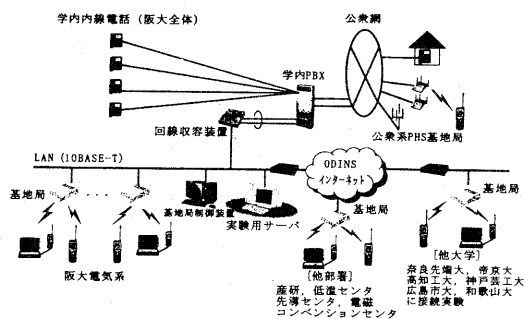 学内内線電話 (阪大全体)
公衆網
学内PBX
回線収容装置
公衆系PHS基地局
LAN (10BASE-T)
ODINS
インターネット
基地局
基地局制御装置
実験用サーバ
基地局
基地局
阪大電気系
[他部署]
産研, 低温センタ
先導センタ, 電磁
コンベンションセンタ
[他大学]
奈良先端大, 帝京大
高知工大, 神戸芸工大
広島市大, 和歌山大
に接続実験